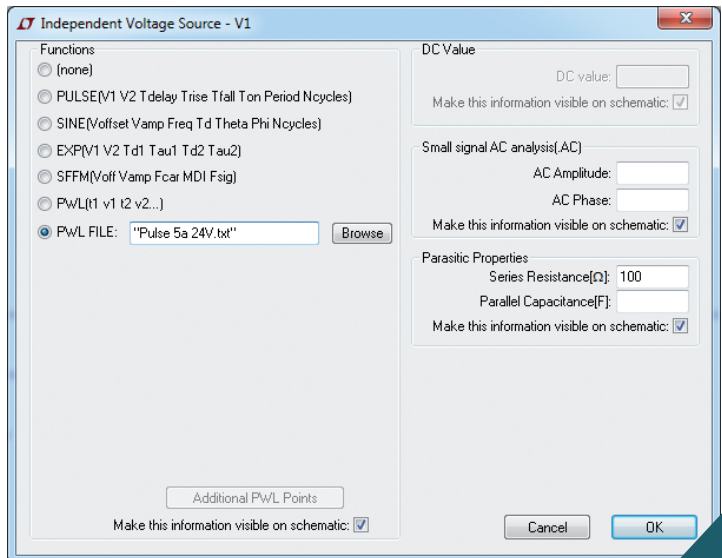 Independent Voltage Source - V1
Functions
(none)
PULSE(V1 V2 Tdelay Trise Tfall Ton Period Ncycles)
SINE(Voffset Vamp Freq Td Theta Phi Ncycles)
EXP(V1 V2 Td1 Tau1 Td2 Tau2)
SFFM(Voff Vamp Fcar MDI Fsig)
PWL(t1 v1 t2 v2...)
PWL FILE: "Pulse 5a 24V.txt" Browse
Additional PWL Points
Make this information visible on schematic:
DC Value
DC value:
Make this information visible on schematic:
Small signal AC analysis(.AC)
AC Amplitude:
AC Phase:
Make this information visible on schematic:
Parasitic Properties
Series Resistance[Ω]: 100
Parallel Capacitance[F]:
Make this information visible on schematic:
Cancel OK